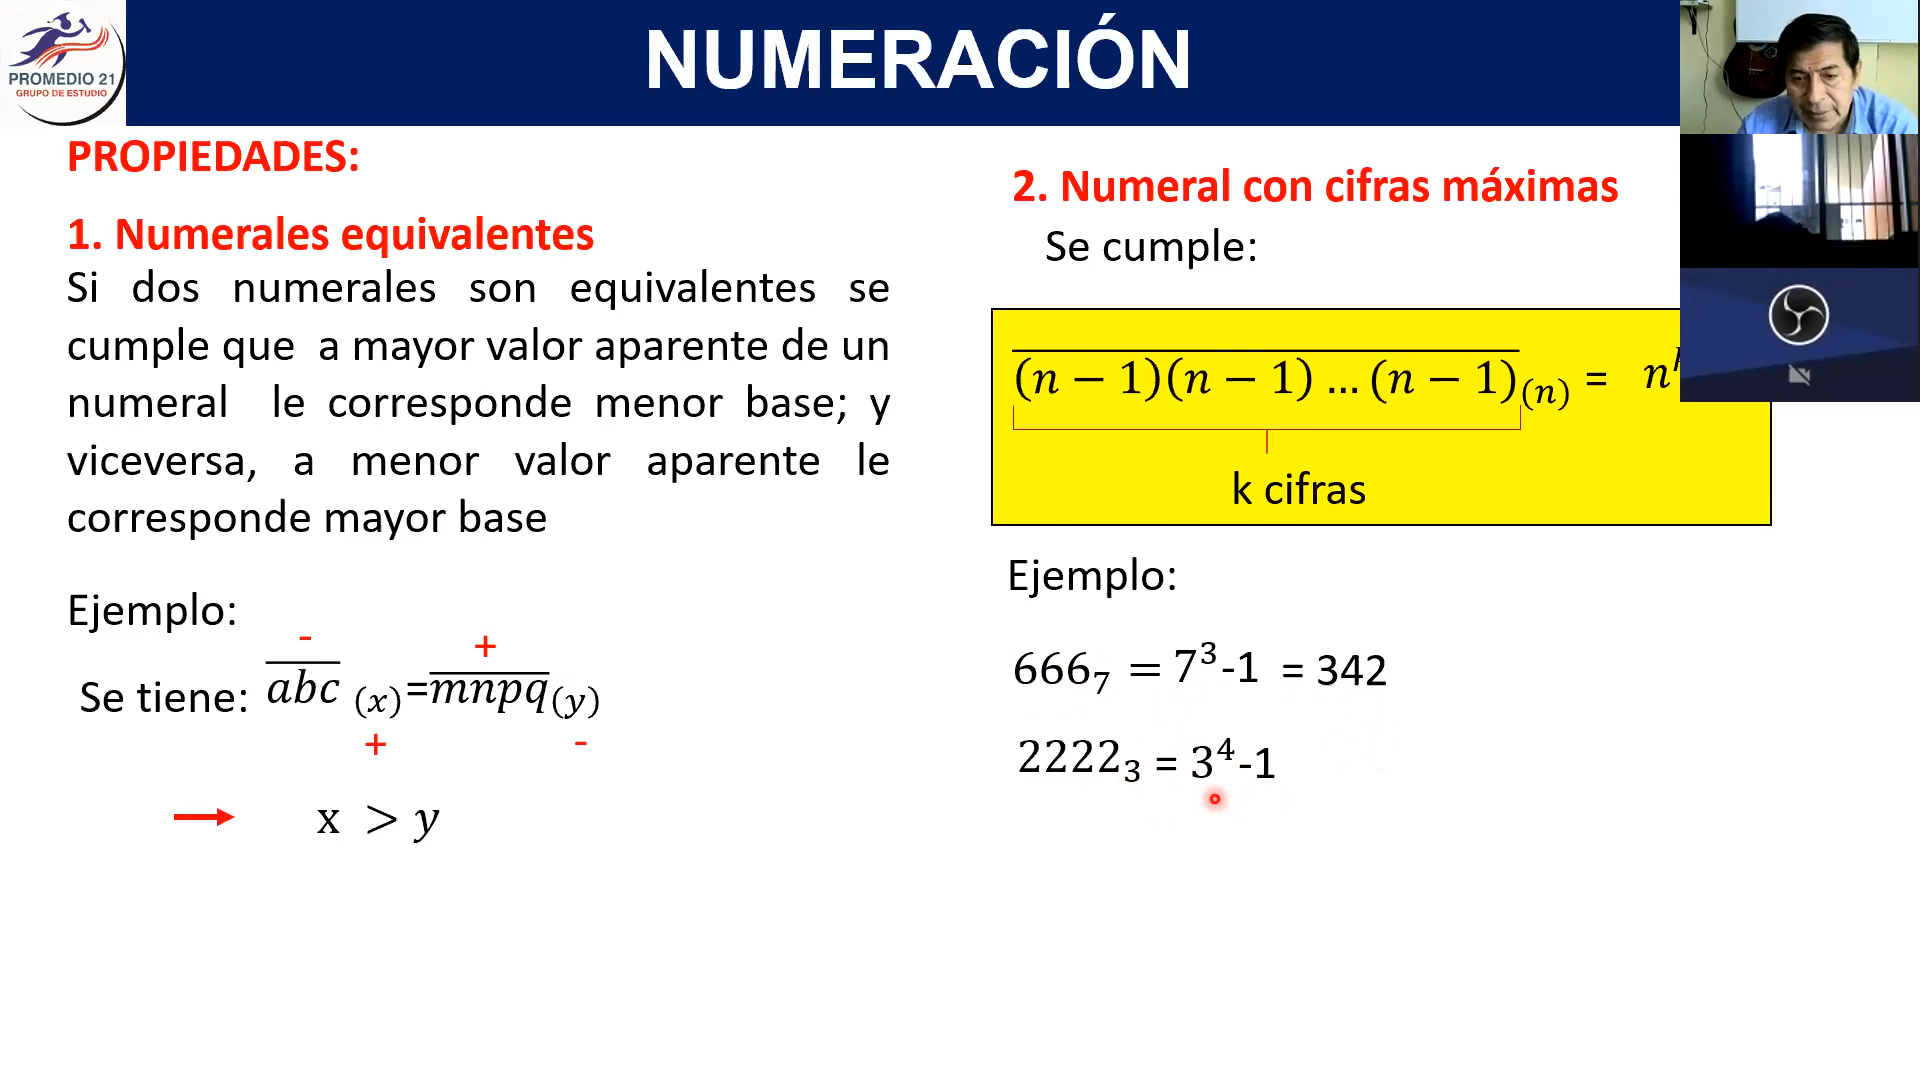 PROMEDIO 21
GRUPO DE ESTUDIO
NUMERACIÓN
PROPIEDADES:
1. Numerales equivalentes
Si dos numerales son equivalentes se
cumple que a mayor valor aparente de un
numeral le corresponde menor base; y
viceversa, a menor valor aparente le
corresponde mayor base
Ejemplo:
- +
Se tiene: abc (x)=mnpq(y)
+ -
x > y
2. Numeral con cifras máximas
Se cumple:
(n − 1)(n − 1) ... (n − 1)(n) = n
k cifras
Ejemplo:
666₇ = 7³-1 = 342
2222₃ = 3⁴-1